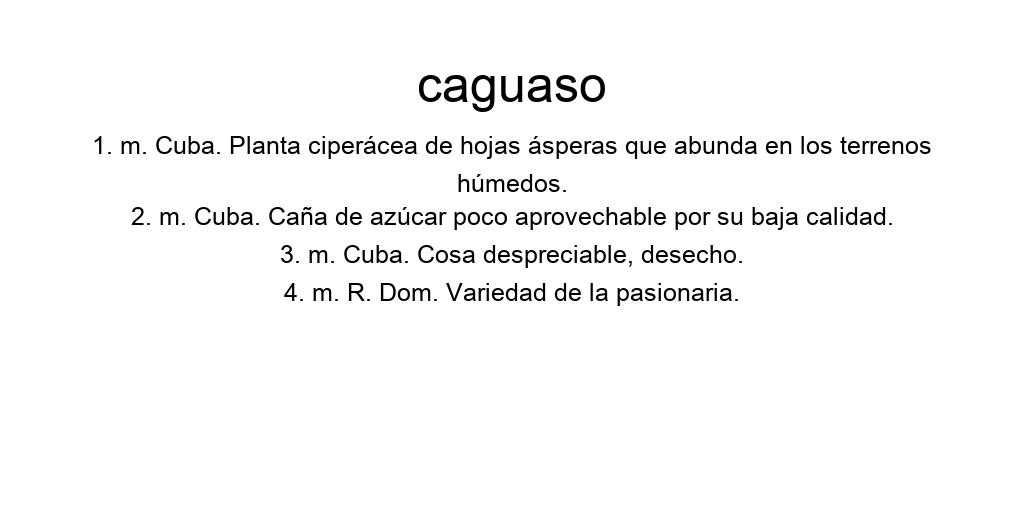 caguaso
1. m. Cuba. Planta ciperácea de hojas ásperas que abunda en los terrenos
húmedos.
2. m. Cuba. Caña de azúcar poco aprovechable por su baja calidad.
3. m. Cuba. Cosa despreciable, desecho.
4. m. R. Dom. Variedad de la pasionaria.